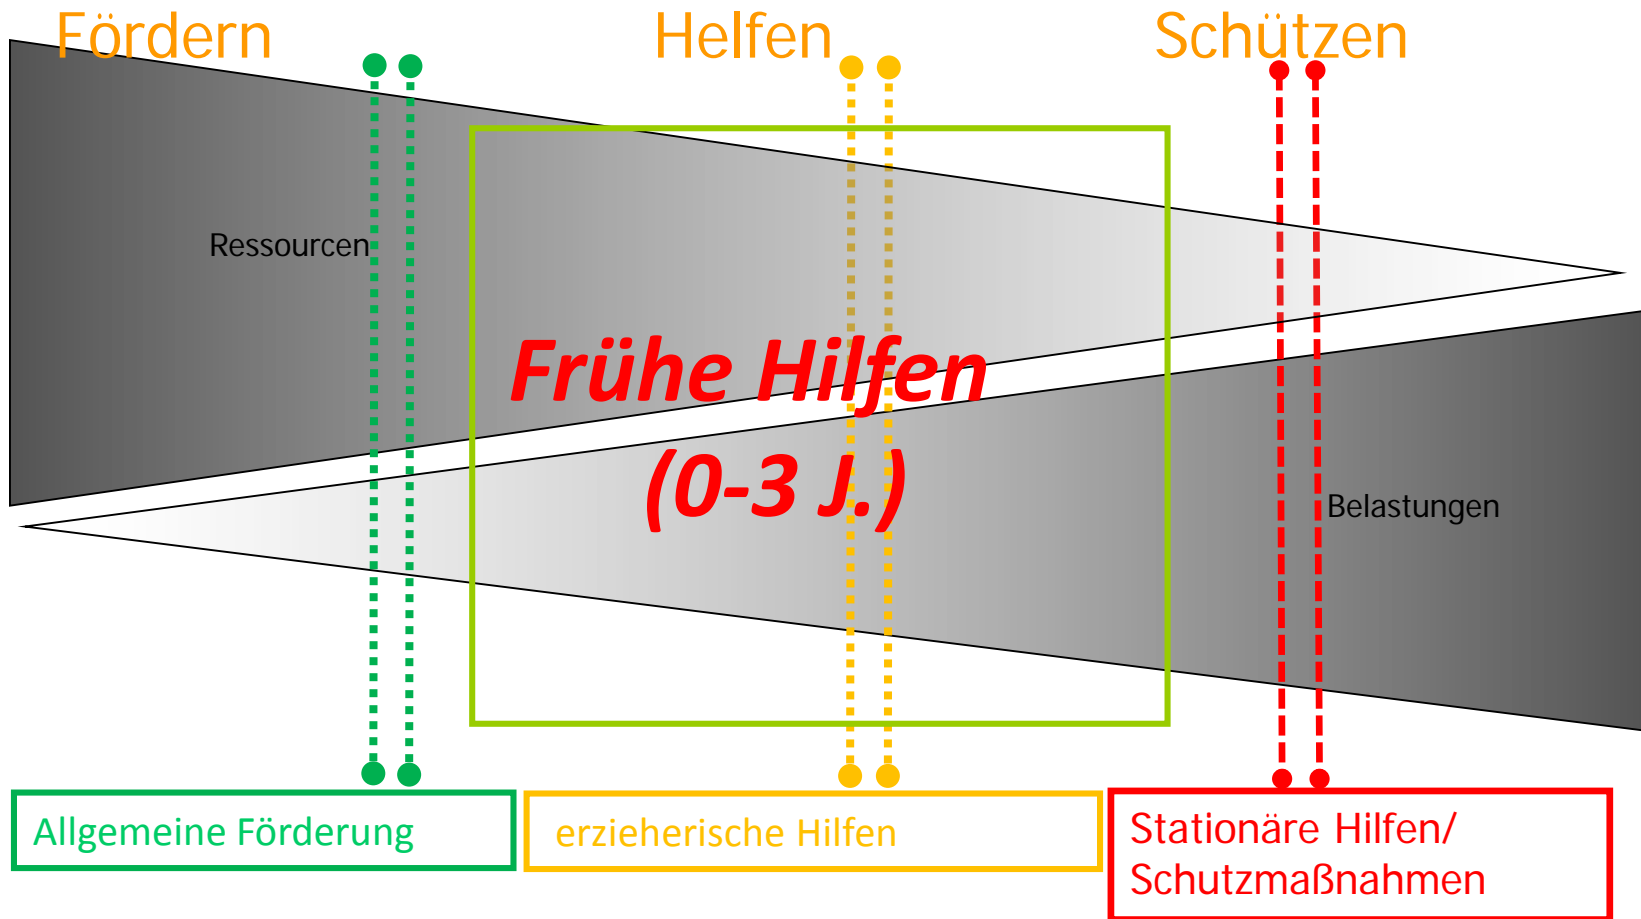 Fördern
Helfen
Schützen
Ressourcen
Frühe Hilfen
(0-3 J.)
Belastungen
Allgemeine Förderung
erzieherische Hilfen
Stationäre Hilfen/
Schutzmaßnahmen